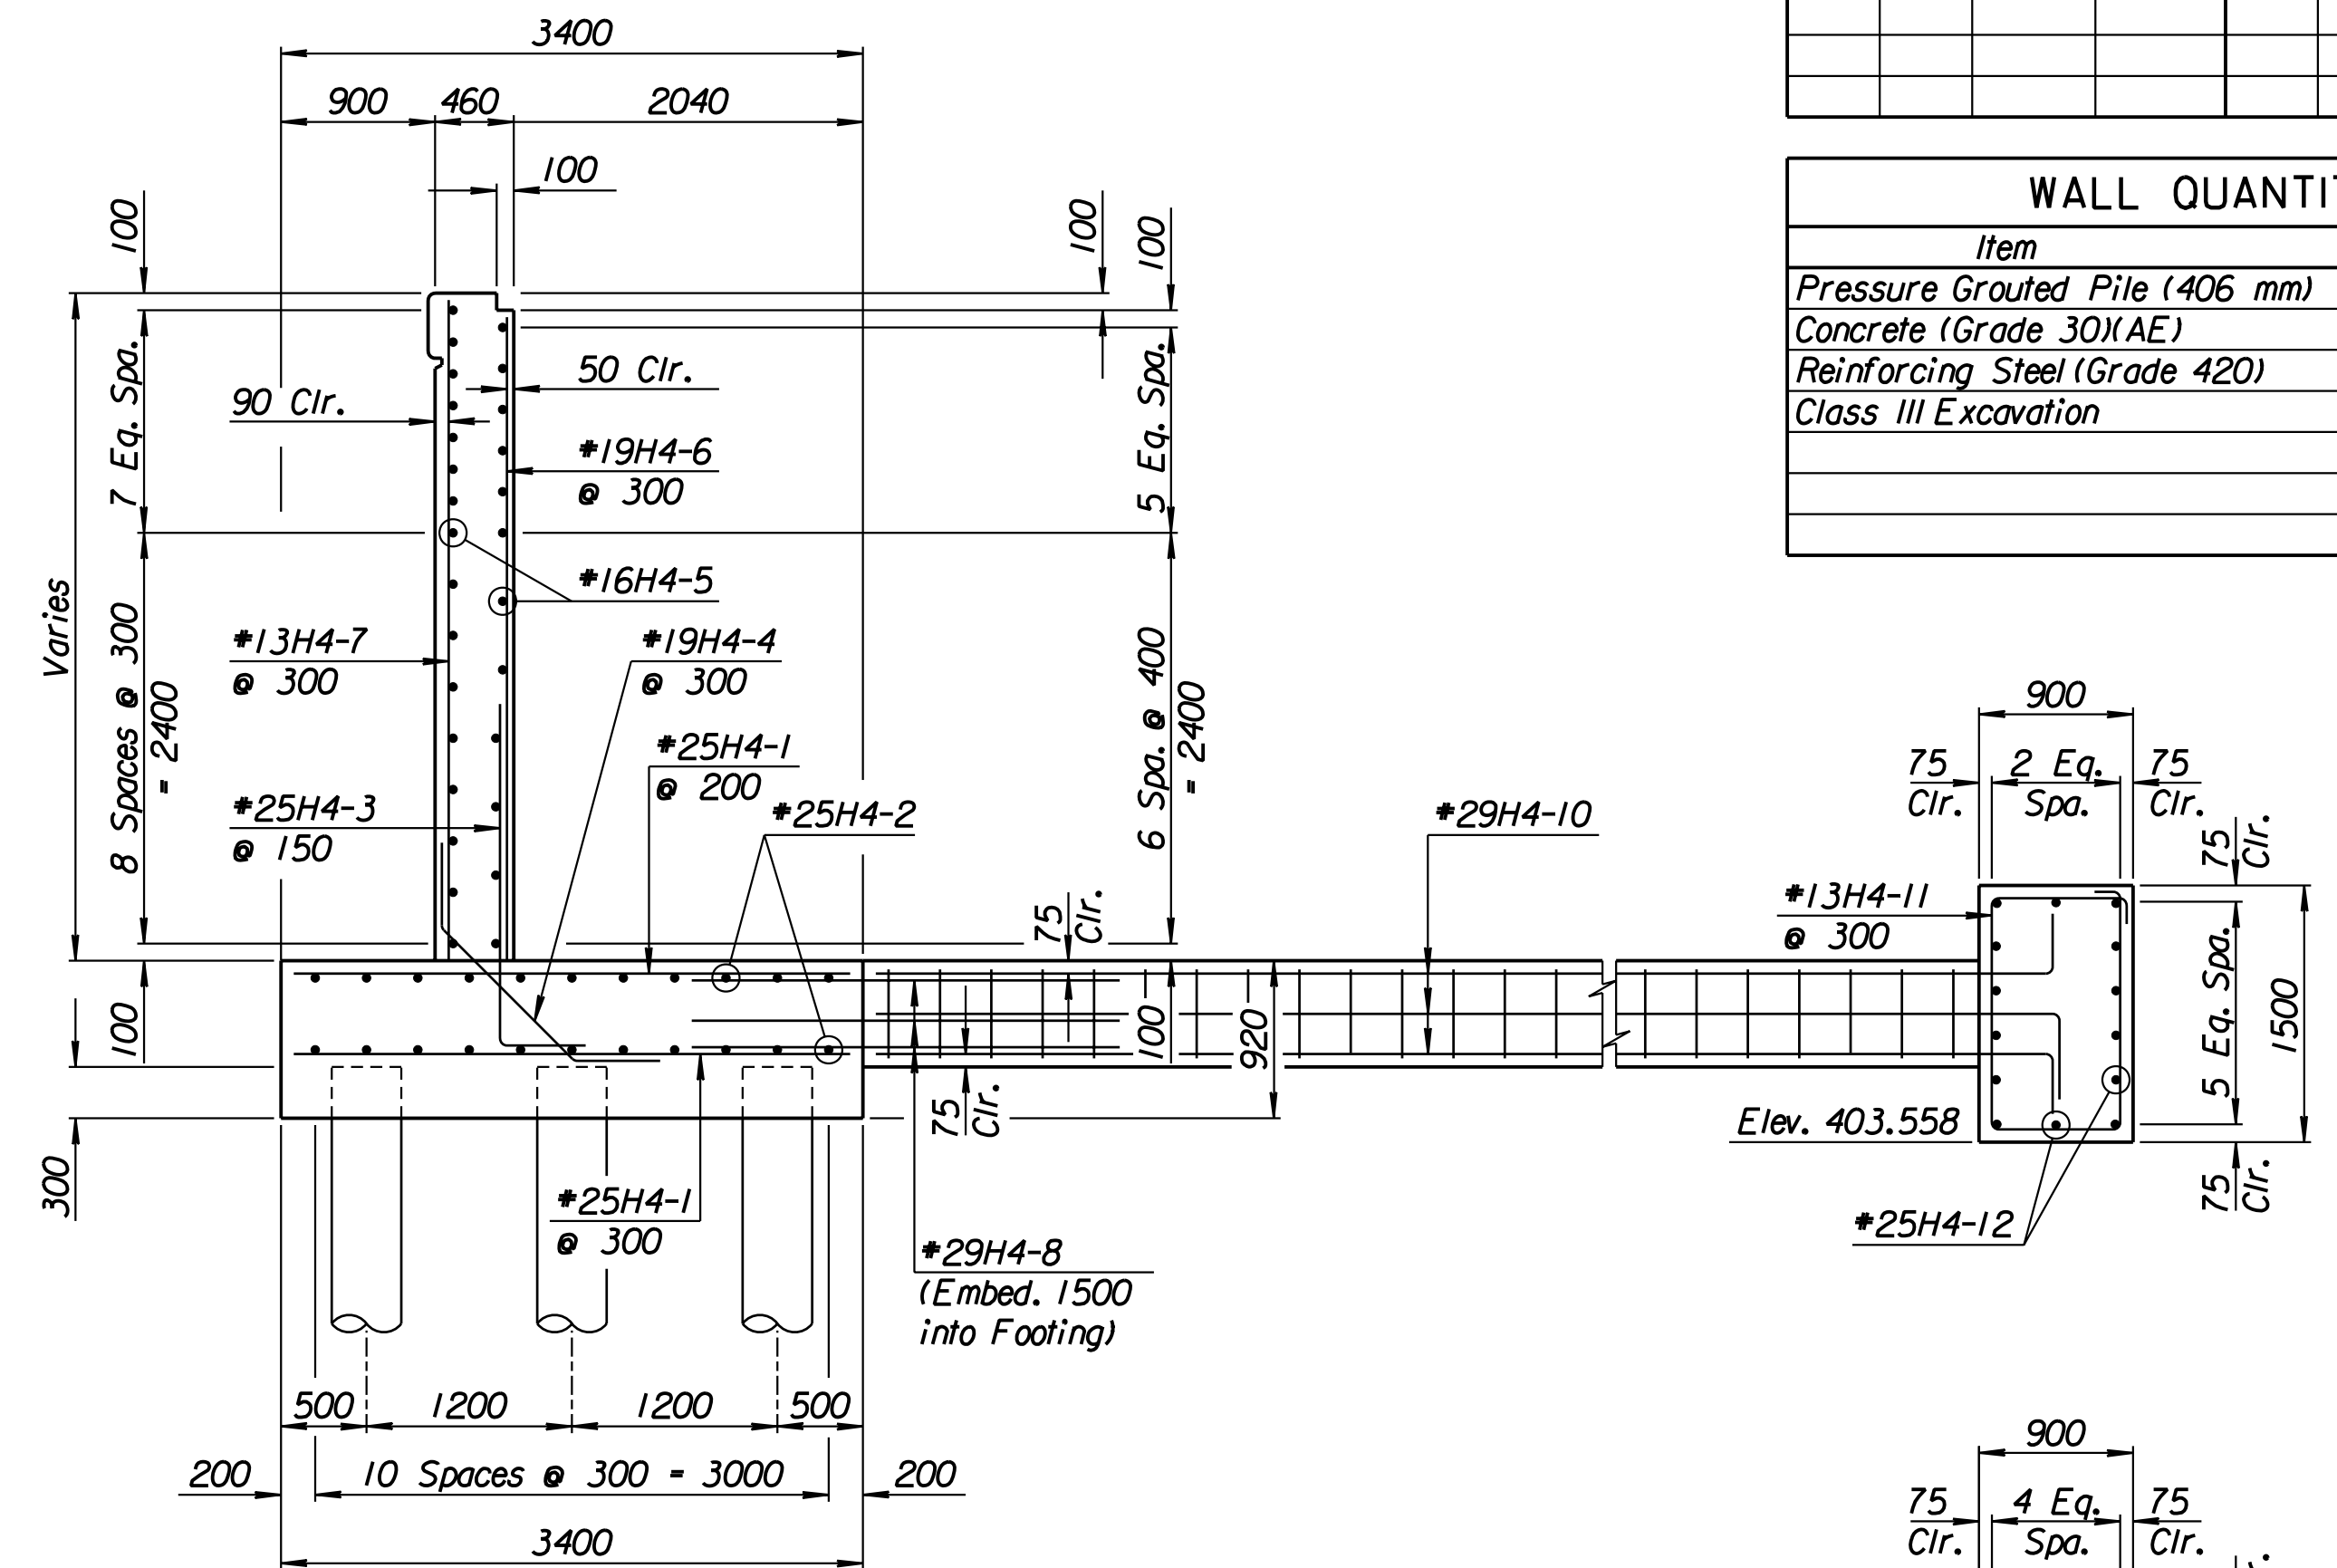 3400
900
460
2040
100
100
100
100
WALL QUANTIT
Item
Pressure Grouted Pile (406 mm)
Concrete (Grade 30)(AE)
Reinforcing Steel (Grade 420)
Class III Excavation
50 Clr.
90 Clr.
7 Eq. Spa.
5 Eq. Spa.
#19H4-6
@ 300
#16H4-5
Varies
8 Spaces @ 300
= 2400
#13H4-7
@ 300
#19H4-4
@ 300
6 Spa. @ 400
= 2400
#25H4-1
@ 200
#25H4-3
@ 150
#25H4-2
#29H4-10
900
75
Clr.
2 Eq.
Spa.
75
Clr.
75
Clr.
75
Clr.
#13H4-11
@ 300
5 Eq. Spa.
1500
100
100
920
75
Clr.
Elev. 403.558
75
Clr.
300
#25H4-1
@ 300
#25H4-12
#29H4-8
(Embed. 1500
into Footing)
500
1200
1200
500
200
10 Spaces @ 300 = 3000
200
3400
900
75
Clr.
4 Eq.
Spa.
75
Clr.